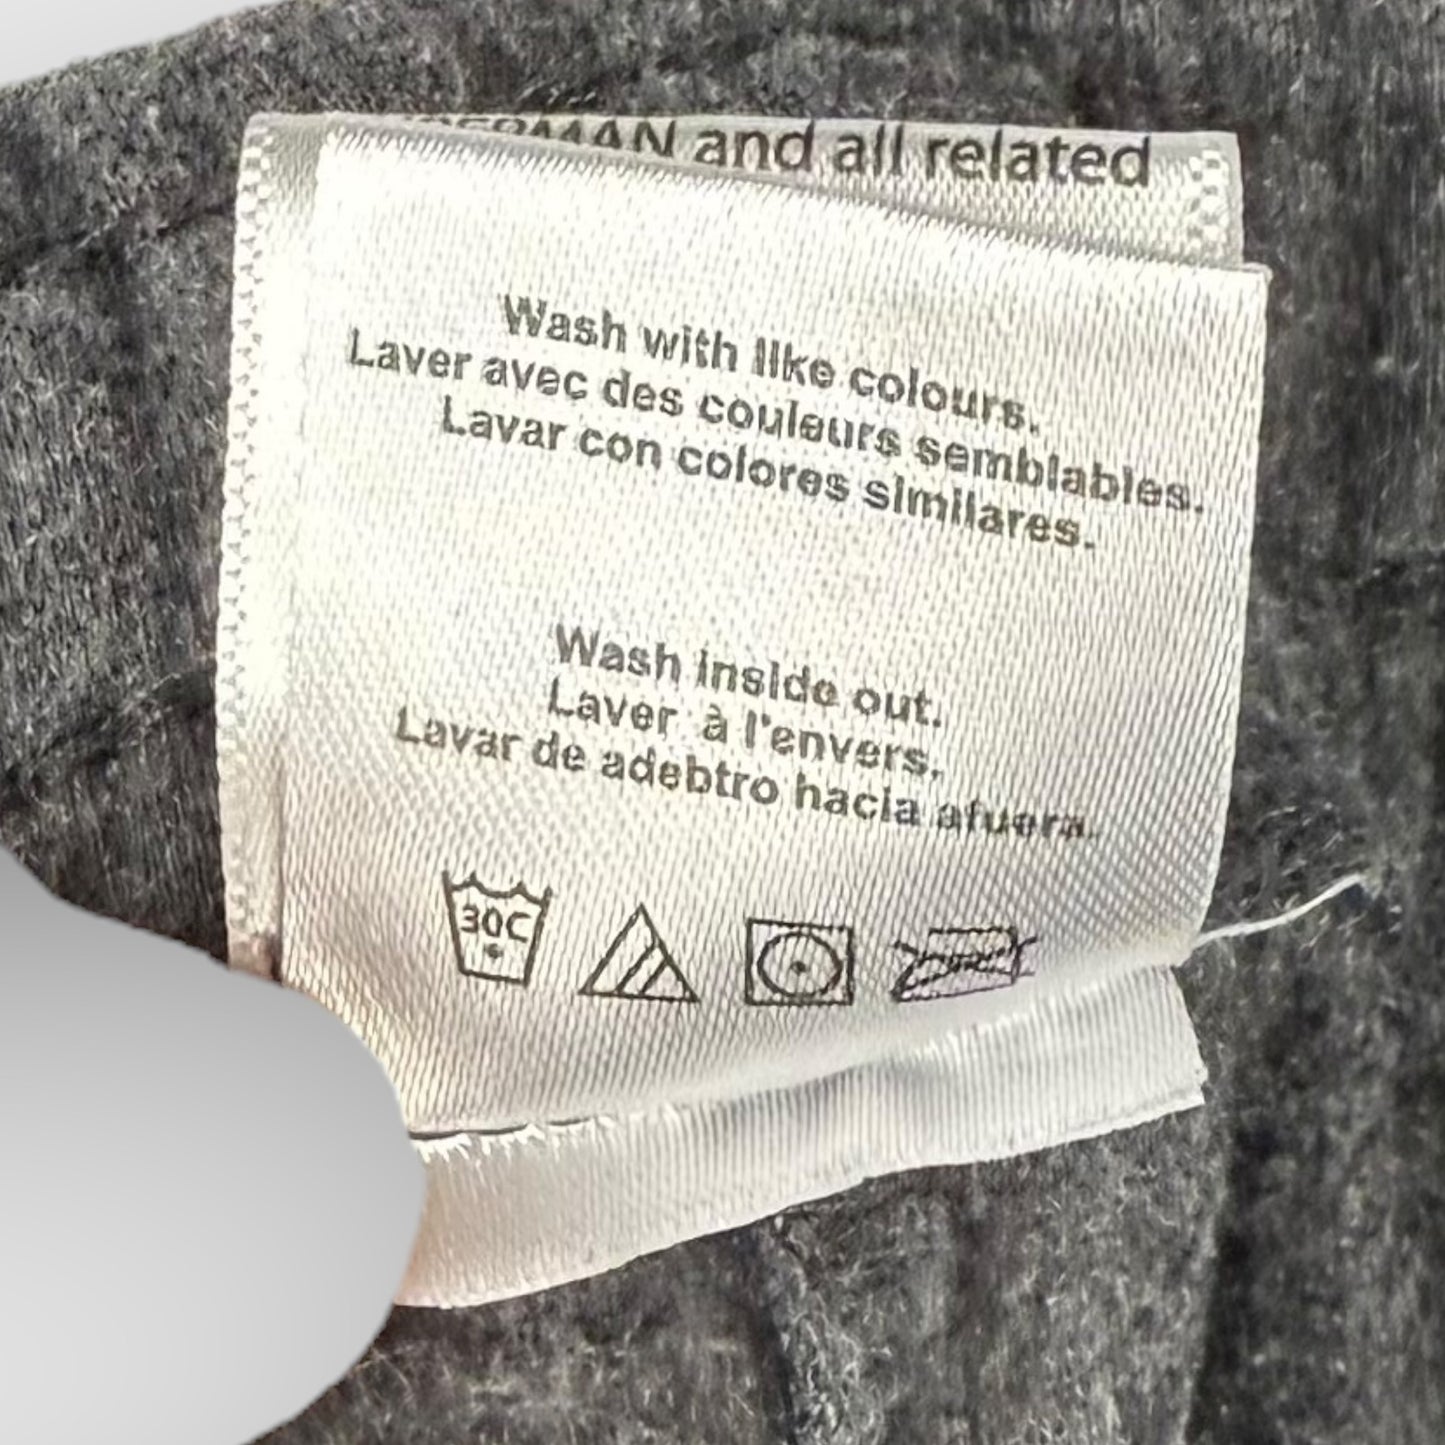 and all related
Wash with like colours.
Laver avec des couleurs semblables.
Lavar con colores similares.
Wash inside out.
Laver à l'envers.
Lavar de adebtro hacia afuera.
30C